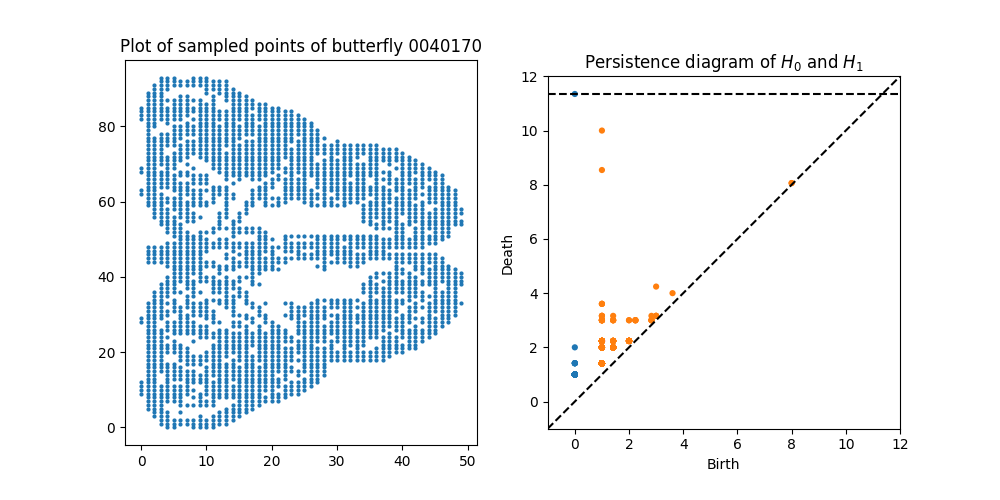 Plot of sampled points of butterfly 0040170
80
60
40
20
0
0 10 20 30 40 50
Persistence diagram of H₀ and H₁
12
10
8
6
4
2
0
Death
0 2 4 6 8 10 12
Birth